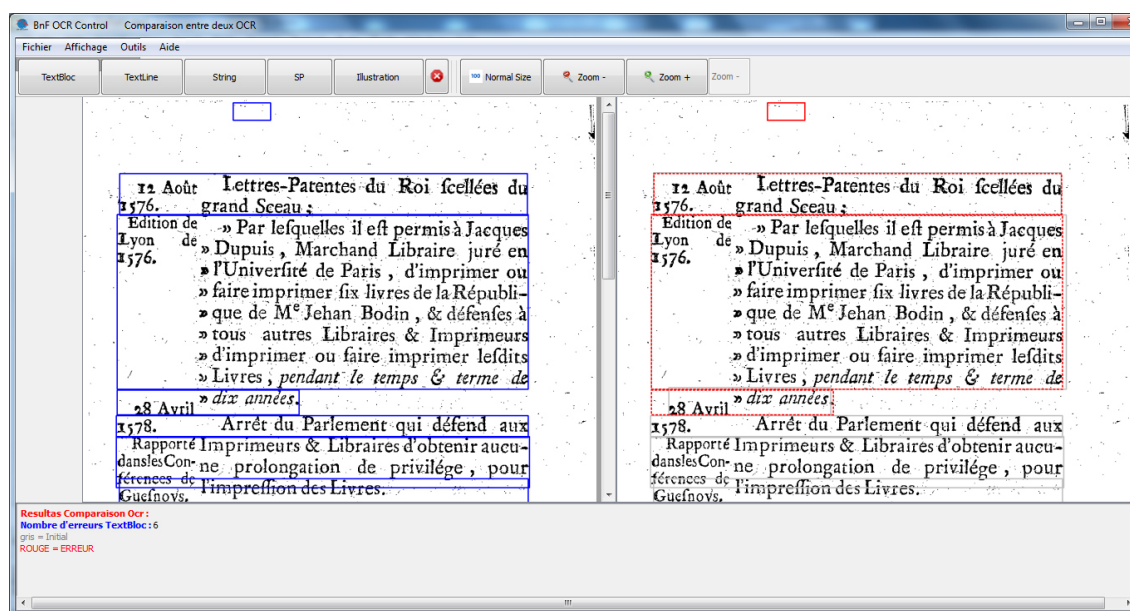 BnF OCR Control Comparaison entre deux OCR
Fichier Affichage Outils Aide
TextBloc TextLine String SP Illustration 100 Normal Size Zoom - Zoom + Zoom -
12 Août Lettres-Patentes du Roi ſcellées du
1576. grand Sceau ;
Edition de » Par leſquelles il eſt permis à Jacques
Lyon de » Dupuis , Marchand Libraire juré en
1576. » l'Univerſité de Paris , d'imprimer ou
» faire imprimer ſix livres de la Républi-
» que de Me Jehan Bodin , & défenſes à
» tous autres Libraires & Imprimeurs
» d'imprimer ou faire imprimer leſdits
» Livres , pendant le temps & terme de
» dix années.
28 Avril
1578. Arrêt du Parlement qui défend aux
Rapporté Imprimeurs & Libraires d'obtenir aucu-
dans les Con- ne prolongation de privilége , pour
férences de l'impreſſion des Livres.
Gueſnoys.
12 Août Lettres-Patentes du Roi ſcellées du
1576. grand Sceau ;
Edition de » Par leſquelles il eſt permis à Jacques
Lyon de » Dupuis , Marchand Libraire juré en
1576. » l'Univerſité de Paris , d'imprimer ou
» faire imprimer ſix livres de la Républi-
» que de Me Jehan Bodin , & défenſes à
» tous autres Libraires & Imprimeurs
» d'imprimer ou faire imprimer leſdits
» Livres , pendant le temps & terme de
» dix années.
28 Avril
1578. Arrêt du Parlement qui défend aux
Rapporté Imprimeurs & Libraires d'obtenir aucu-
dans les Con- ne prolongation de privilége , pour
férences de l'impreſſion des Livres.
Gueſnoys.
Resultas Comparaison Ocr :
Nombre d'erreurs TextBloc : 6
gris = Initial
ROUGE = ERREUR